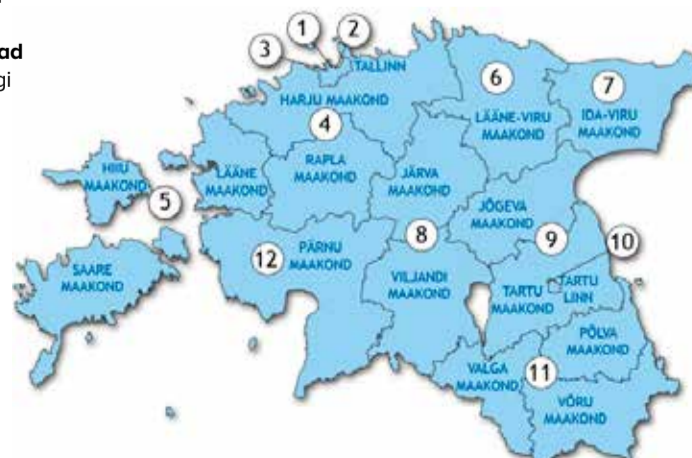 ad
gi
1
2
3
TALLINN
HARJU MAAKOND
4
6
LÄÄNE-VIRU
MAAKOND
7
IDA-VIRU
MAAKOND
HIIU
MAAKOND
5
LÄÄNE
MAAKOND
RAPLA
MAAKOND
JÄRVA
MAAKOND
JÕGEVA
MAAKOND
8
9
10
SAARE
MAAKOND
12
PÄRNU
MAAKOND
VILJANDI
MAAKOND
TARTU
MAAKOND
TARTU
LINN
PÕLVA
MAAKOND
VALGA
MAAKOND
11
VÕRU
MAAKOND